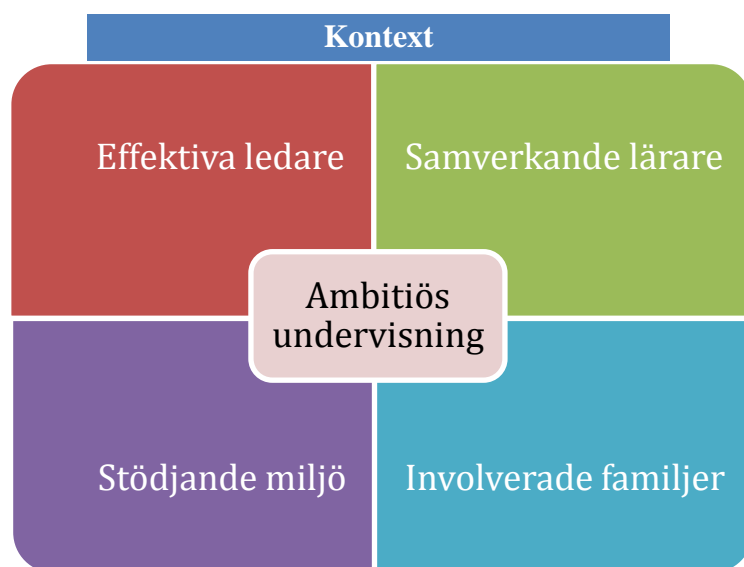 Kontext
Effektiva ledare
Samverkande lärare
Ambitiös
undervisning
Stödjande miljö
Involverade familjer